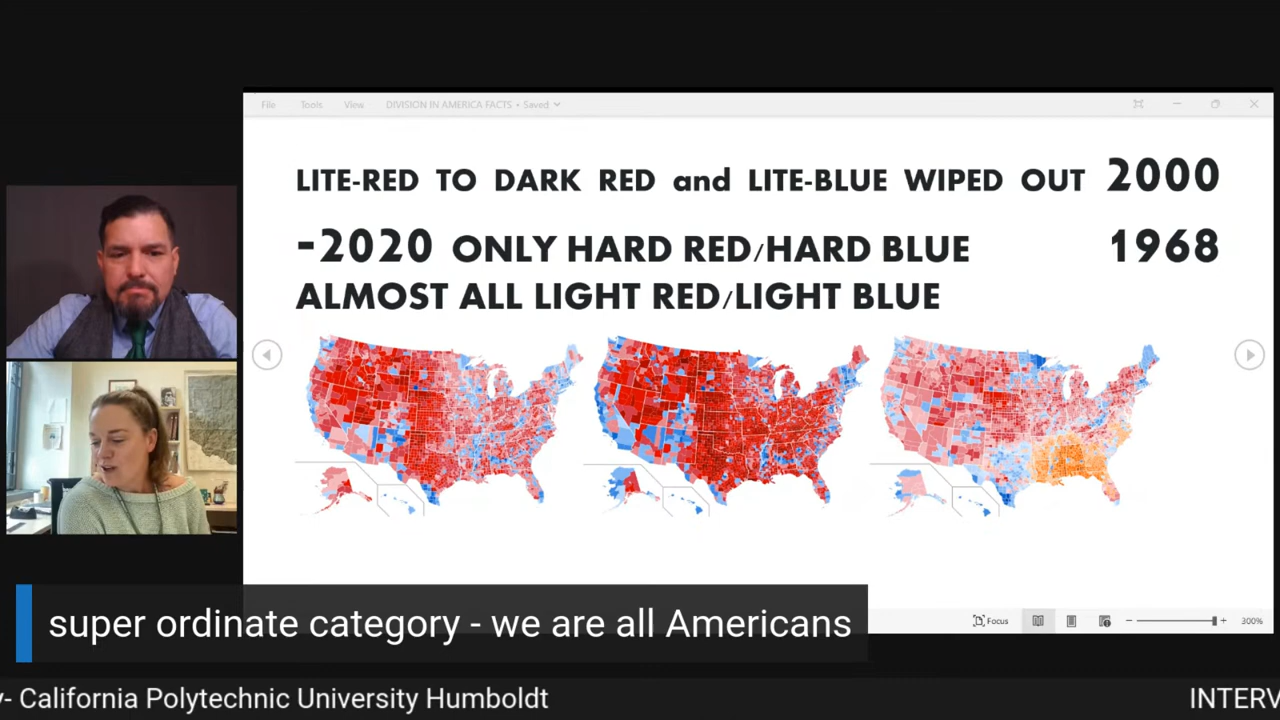 File Tools View DIVISION IN AMERICA FACTS • Saved
LITE-RED TO DARK RED and LITE-BLUE WIPED OUT 2000
-2020 ONLY HARD RED/HARD BLUE 1968
ALMOST ALL LIGHT RED/LIGHT BLUE
super ordinate category - we are all Americans
Focus 300%
- California Polytechnic University Humboldt INTERV